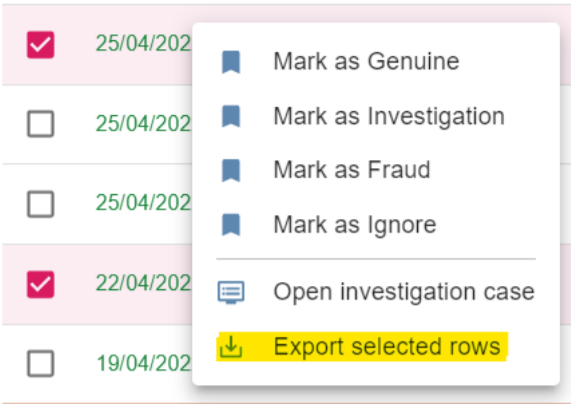 25/04/202
Mark as Genuine
25/04/202
Mark as Investigation
Mark as Fraud
25/04/202
Mark as Ignore
22/04/202
Open investigation case
Export selected rows
19/04/202